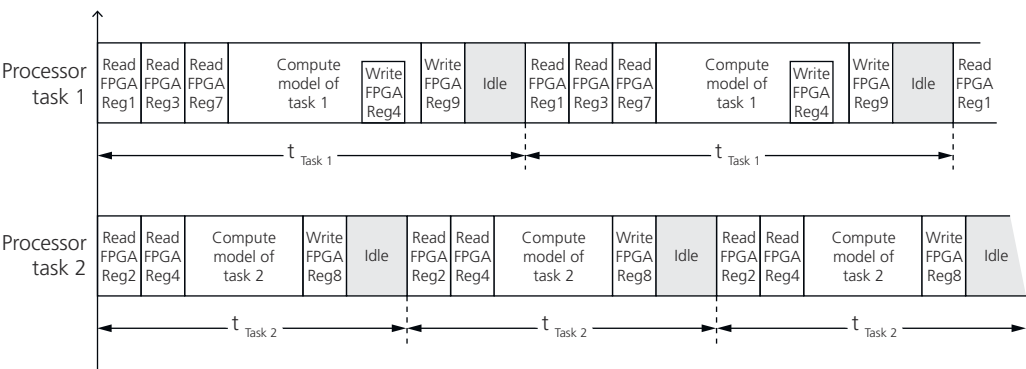 Processor
task 1
Read
FPGA
Reg1
Read
FPGA
Reg3
Read
FPGA
Reg7
Compute
model of
task 1
Write
FPGA
Reg4
Write
FPGA
Reg9
Idle
Read
FPGA
Reg1
Read
FPGA
Reg3
Read
FPGA
Reg7
Compute
model of
task 1
Write
FPGA
Reg4
Write
FPGA
Reg9
Idle
Read
FPGA
Reg1
t Task 1
t Task 1
Processor
task 2
Read
FPGA
Reg2
Read
FPGA
Reg4
Compute
model of
task 2
Write
FPGA
Reg8
Idle
Read
FPGA
Reg2
Read
FPGA
Reg4
Compute
model of
task 2
Write
FPGA
Reg8
Idle
Read
FPGA
Reg2
Read
FPGA
Reg4
Compute
model of
task 2
Write
FPGA
Reg8
Idle
t Task 2
t Task 2
t Task 2